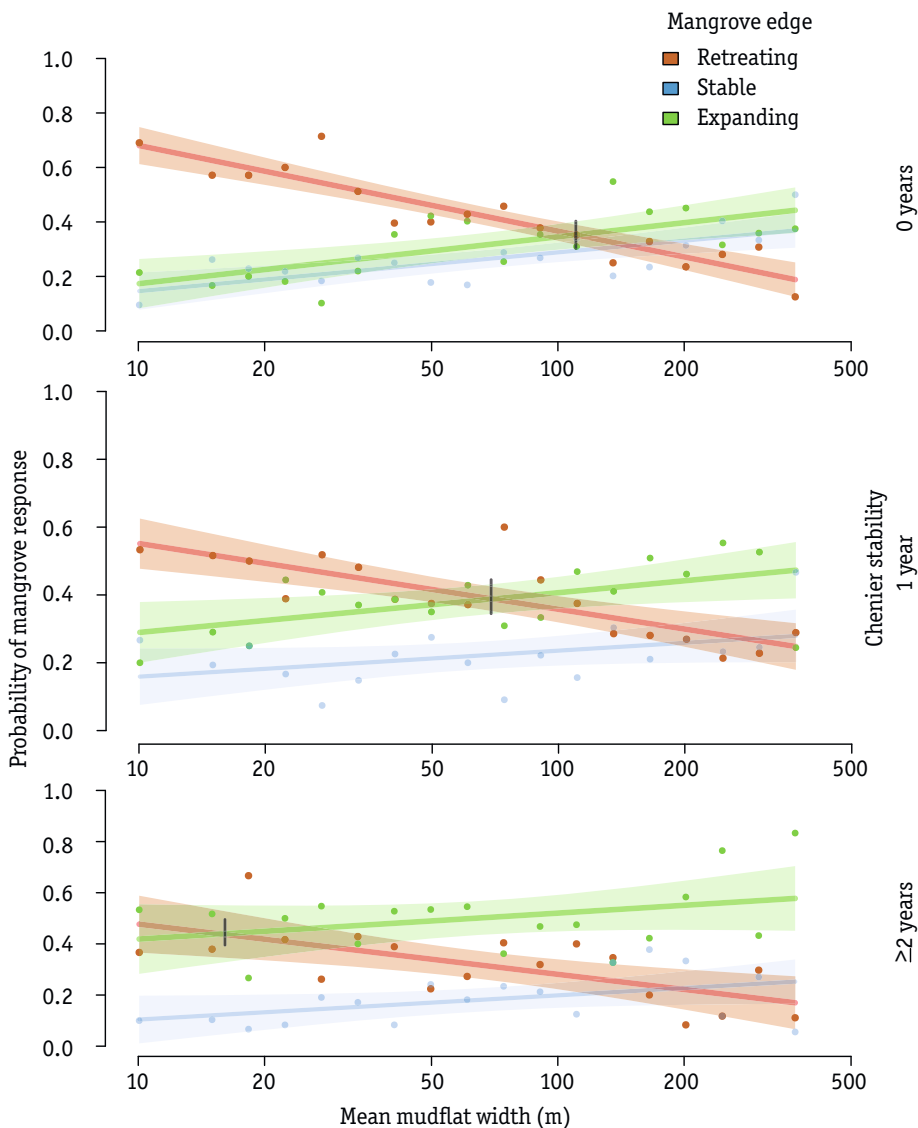 Mangrove edge
Retreating
Stable
Expanding
1.0
0.8
0.6
0.4
0.2
0.0
10 20 50 100 200 500
0 years
1.0
0.8
0.6
0.4
0.2
0.0
10 20 50 100 200 500
Probability of mangrove response
Chenier stability
1 year
1.0
0.8
0.6
0.4
0.2
0.0
10 20 50 100 200 500
≥2 years
Mean mudflat width (m)